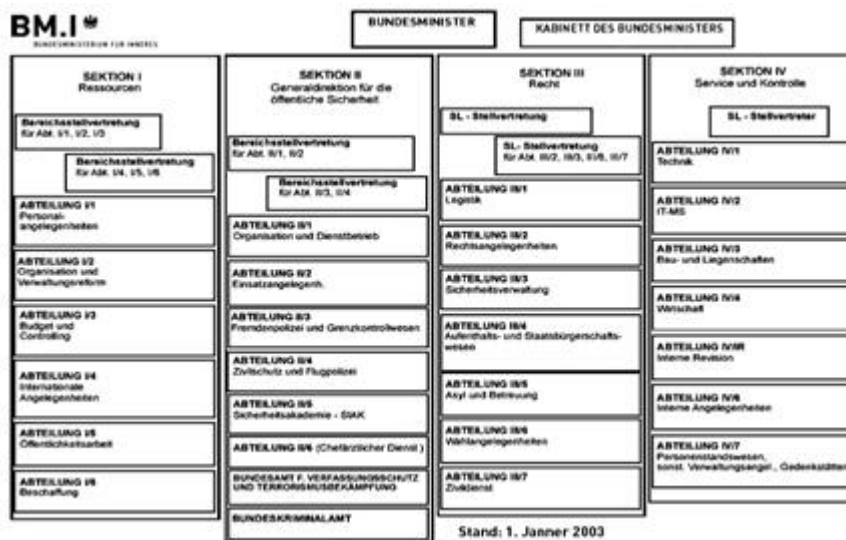 BM.I
BUNDESMINISTERIUM FÜR INNERES
BUNDESMINISTER
KABINETT DES BUNDESMINISTERS
SEKTION I
Ressourcen
Bereichsstellvertretung
für Abt. I/1, I/2, I/3
Bereichsstellvertretung
für Abt. I/4, I/5, I/6
ABTEILUNG I/1
Personal-
angelegenheiten
ABTEILUNG I/2
Organisation und
Verwaltungsreform
ABTEILUNG I/3
Budget und
Controlling
ABTEILUNG I/4
Internationale
Angelegenheiten
ABTEILUNG I/5
Öffentlichkeitsarbeit
ABTEILUNG I/6
Beschaffung
SEKTION II
Generaldirektion für die
öffentliche Sicherheit
Bereichsstellvertretung
für Abt. II/1, II/2
Bereichsstellvertretung
für Abt. II/3, II/4
ABTEILUNG II/1
Organisation und Dienstbetrieb
ABTEILUNG II/2
Einsatzangelegenh.
ABTEILUNG II/3
Fremdenpolizei und Grenzkontrollwesen
ABTEILUNG II/4
Zivilschutz und Flugpolizei
ABTEILUNG II/5
Sicherheitsakademie - SIAK
ABTEILUNG II/6 (Chefärztlicher Dienst)
BUNDESAMT F. VERFASSUNGSSCHUTZ
UND TERRORISMUSBEKÄMPFUNG
BUNDESKRIMINALAMT
SEKTION III
Recht
SL - Stellvertretung
SL- Stellvertretung
für Abt. III/2, III/3, III/6, III/7
ABTEILUNG III/1
Legistik
ABTEILUNG III/2
Rechtsangelegenheiten
ABTEILUNG III/3
Sicherheitsverwaltung
ABTEILUNG III/4
Aufenthalts- und Staatsbürgerschafts-
wesen
ABTEILUNG III/5
Asyl und Betreuung
ABTEILUNG III/6
Wahlangelegenheiten
ABTEILUNG III/7
Zivildienst
SEKTION IV
Service und Kontrolle
SL - Stellvertreter
ABTEILUNG IV/1
Technik
ABTEILUNG IV/2
IT-MS
ABTEILUNG IV/3
Bau- und Liegenschaften
ABTEILUNG IV/4
Wirtschaft
ABTEILUNG IV/IR
Interne Revision
ABTEILUNG IV/6
Interne Angelegenheiten
ABTEILUNG IV/7
Personenstandswesen,
sonst. Verwaltungsangel., Gedenkstätten
Stand: 1. Janner 2003